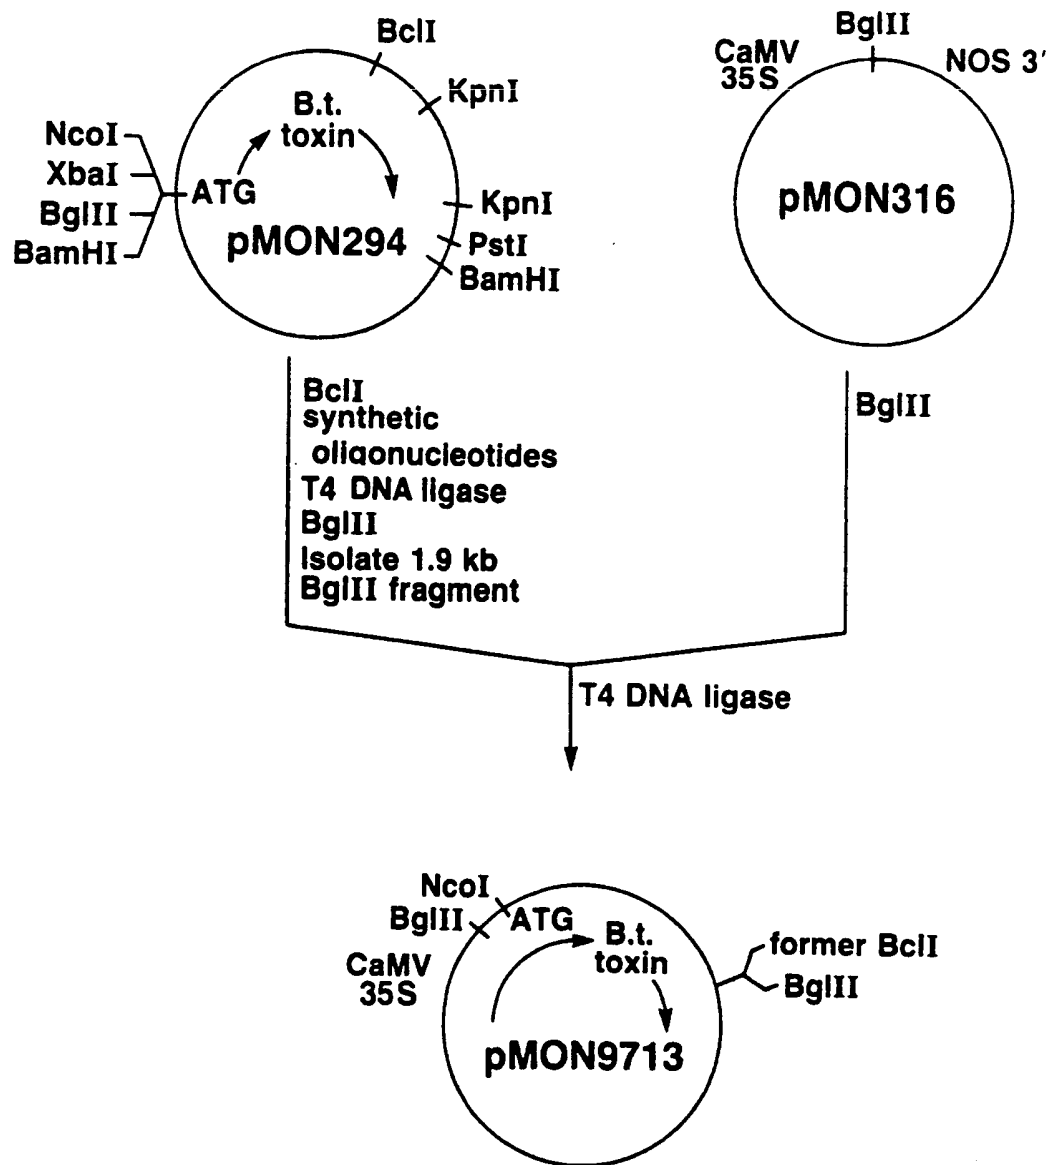 BclI
KpnI
B.t.
toxin
NcoI
XbaI
BglII
BamHI
ATG
pMON294
KpnI
PstI
BamHI
BglII
CaMV
35S
NOS 3'
pMON316
BclI
synthetic
oligonucleotides
T4 DNA ligase
BglII
Isolate 1.9 kb
BglII fragment
BglII
T4 DNA ligase
NcoI
BglII
ATG
B.t.
toxin
CaMV
35S
former BclI
BglII
pMON9713